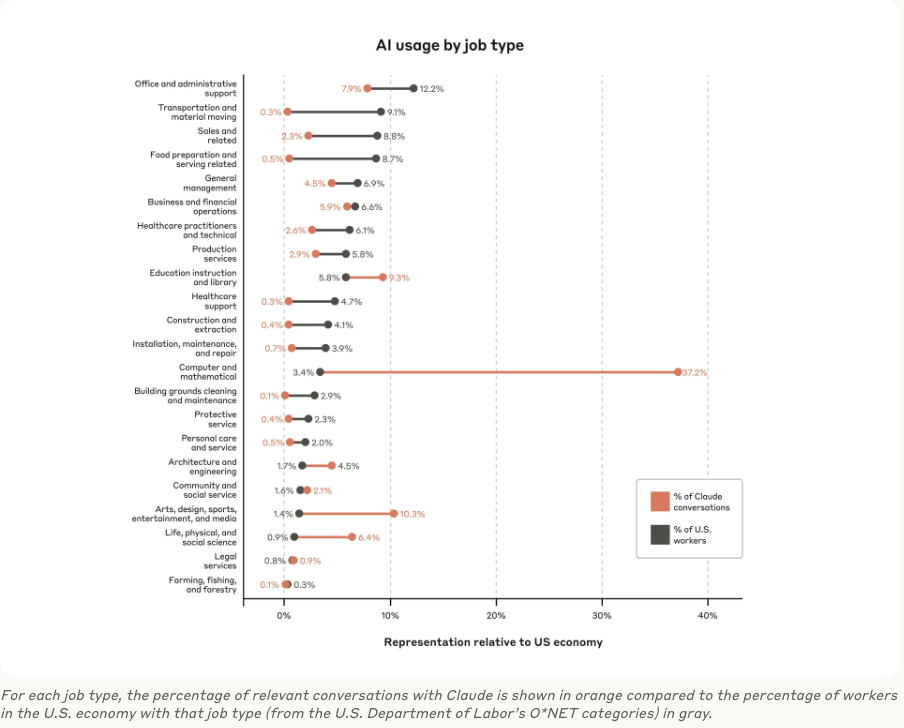 AI usage by job type
Office and administrative
support
7.9%
12.2%
Transportation and
material moving
0.3%
9.1%
Sales and
related
2.3%
8.8%
Food preparation and
serving related
0.5%
8.7%
General
management
4.5%
6.9%
Business and financial
operations
5.9%
6.6%
Healthcare practitioners
and technical
2.6%
6.1%
Production
services
2.9%
5.8%
Education instruction
and library
5.8%
9.3%
Healthcare
support
0.3%
4.7%
Construction and
extraction
0.4%
4.1%
Installation, maintenance,
and repair
0.7%
3.9%
Computer and
mathematical
3.4%
37.2%
Building grounds cleaning
and maintenance
0.1%
2.9%
Protective
service
0.4%
2.3%
Personal care
and service
0.5%
2.0%
Architecture and
engineering
1.7%
4.5%
Community and
social service
1.6%
2.1%
Arts, design, sports,
entertainment, and media
1.4%
10.3%
Life, physical, and
social science
0.9%
6.4%
Legal
services
0.8%
0.9%
Farming, fishing,
and forestry
0.1%
0.3%
% of Claude
conversations
% of U.S.
workers
0%
10%
20%
30%
40%
Representation relative to US economy
For each job type, the percentage of relevant conversations with Claude is shown in orange compared to the percentage of workers
in the U.S. economy with that job type (from the U.S. Department of Labor's O*NET categories) in gray.